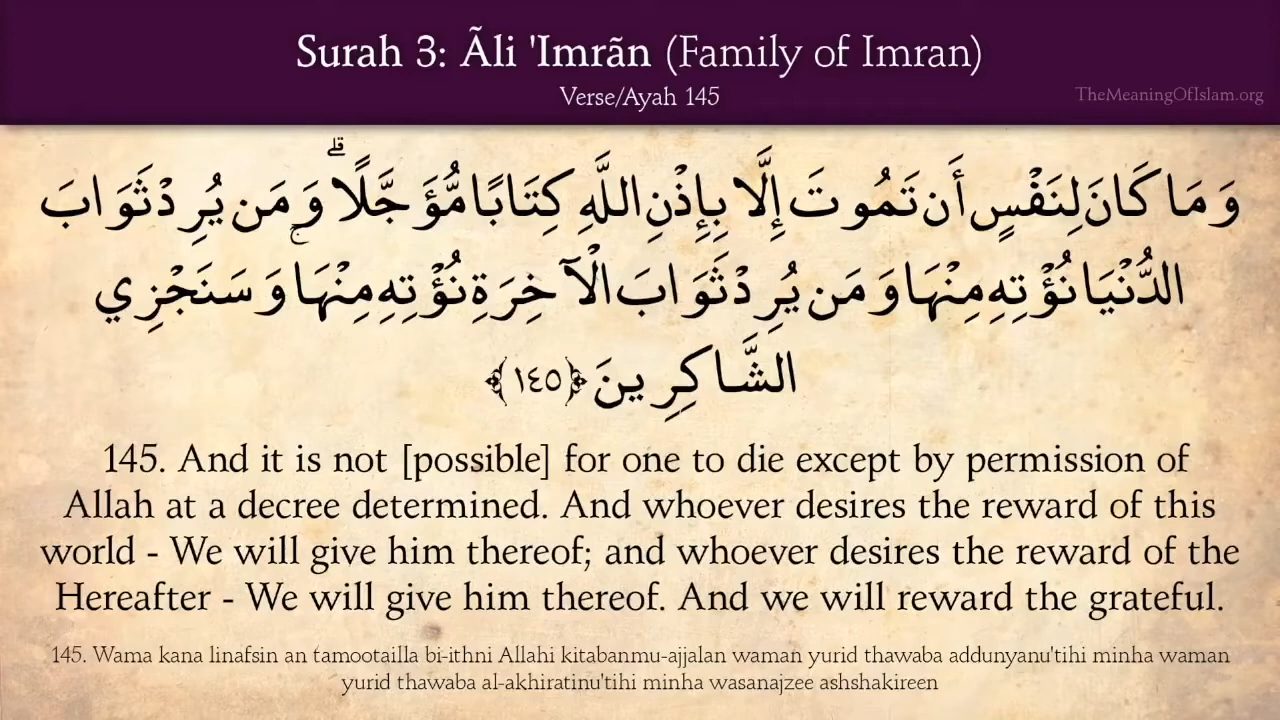 Surah 3: Ãli 'Imrãn (Family of Imran)
Verse/Ayah 145
TheMeaningOfIslam.org
وَمَا كَانَ لِنَفْسٍ أَن تَمُوتَ إِلَّا بِإِذْنِ اللَّهِ كِتَابًا مُّؤَجَّلًا ۗ وَمَن يُرِدْ ثَوَابَ
الدُّنْيَا نُؤْتِهِ مِنْهَا وَمَن يُرِدْ ثَوَابَ الْآخِرَةِ نُؤْتِهِ مِنْهَا ۚ وَسَنَجْزِي
الشَّاكِرِينَ ﴿١٤٥﴾
145. And it is not [possible] for one to die except by permission of
Allah at a decree determined. And whoever desires the reward of this
world - We will give him thereof; and whoever desires the reward of the
Hereafter - We will give him thereof. And we will reward the grateful.
145. Wama kana linafsin an tamootailla bi-ithni Allahi kitabanmu-ajjalan waman yurid thawaba addunyanu'tihi minha waman
yurid thawaba al-akhiratinu'tihi minha wasanajzee ashshakireen